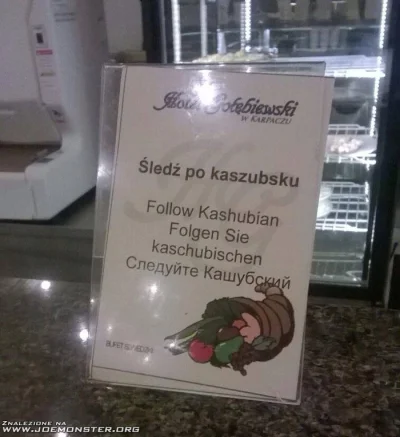 Hotel Gołębiewski
W KARPACZU
Śledź po kaszubsku
Follow Kashubian
Folgen Sie
kaschubischen
Следуйте Кашубский
ZNALEZIONE NA
WWW.JOEMONSTER.ORG